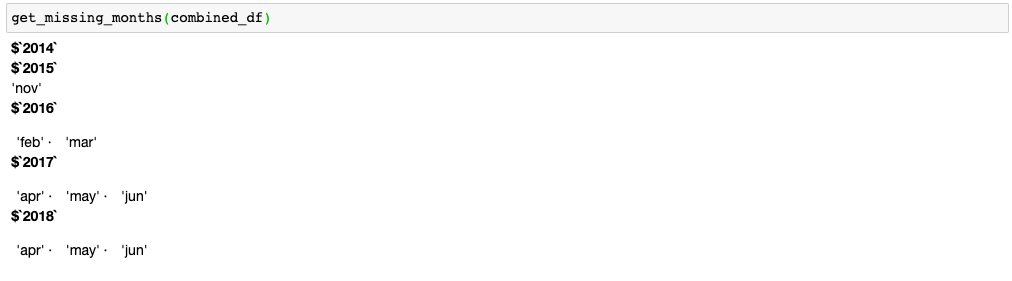 get_missing_months(combined_df)
$`2014`
$`2015`
'nov'
$`2016`
'feb' · 'mar'
$`2017`
'apr' · 'may' · 'jun'
$`2018`
'apr' · 'may' · 'jun'